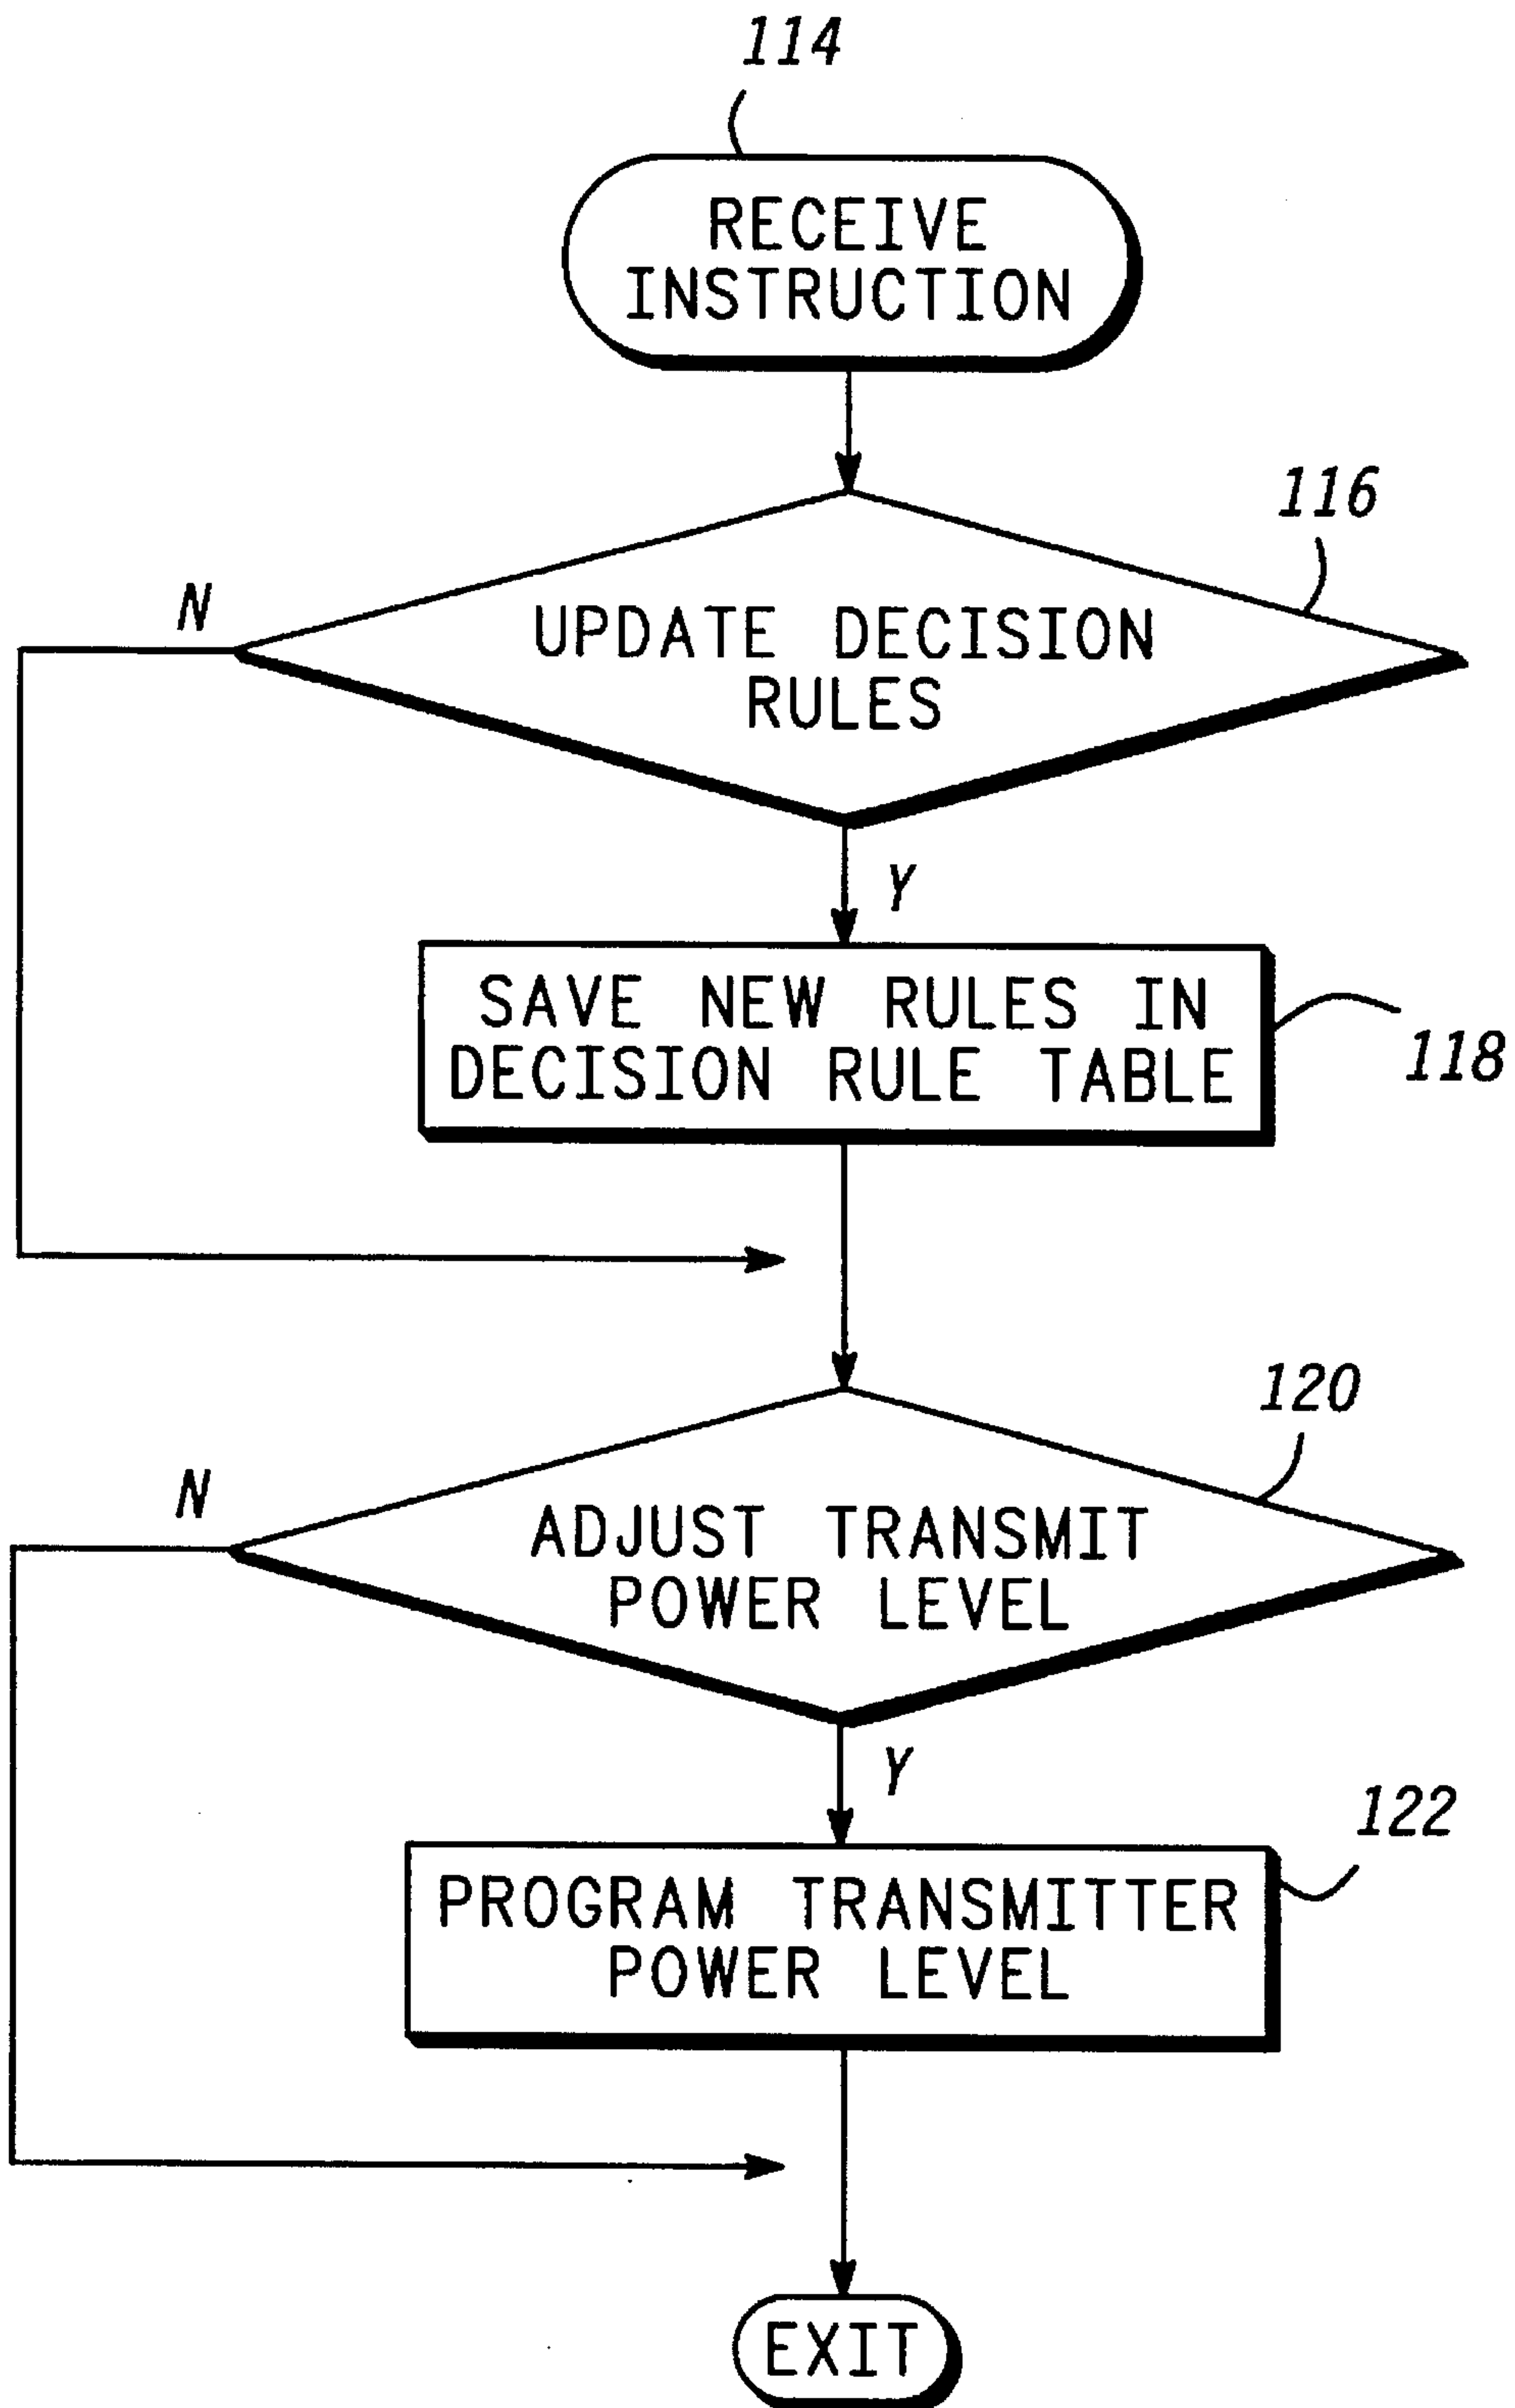 114
RECEIVE
INSTRUCTION
116
N
UPDATE DECISION
RULES
Y
SAVE NEW RULES IN
DECISION RULE TABLE
118
120
N
ADJUST TRANSMIT
POWER LEVEL
Y
122
PROGRAM TRANSMITTER
POWER LEVEL
EXIT